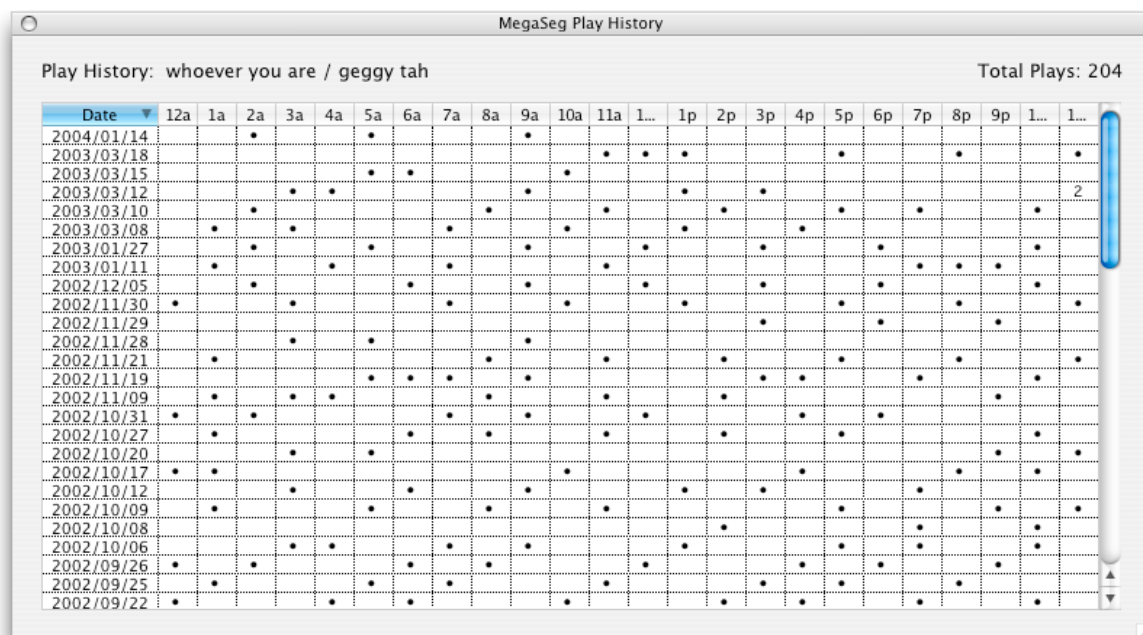 MegaSeg Play History
Play History: whoever you are / geggy tah Total Plays: 204
Date 12a 1a 2a 3a 4a 5a 6a 7a 8a 9a 10a 11a 1... 1p 2p 3p 4p 5p 6p 7p 8p 9p 1... 1...
2004/01/14 • • •
2003/03/18 • • • • • •
2003/03/15 • • •
2003/03/12 • • • • • 2
2003/03/10 • • • • • • •
2003/03/08 • • • • • •
2003/01/27 • • • • • • •
2003/01/11 • • • • • • •
2002/12/05 • • • • • • •
2002/11/30 • • • • • • • •
2002/11/29 • • •
2002/11/28 • • •
2002/11/21 • • • • • • •
2002/11/19 • • • • • • • •
2002/11/09 • • • • • • •
2002/10/31 • • • • • • •
2002/10/27 • • • • • • •
2002/10/20 • • • •
2002/10/17 • • • • • •
2002/10/12 • • • • • •
2002/10/09 • • • • • • •
2002/10/08 • • •
2002/10/06 • • • • • • • •
2002/09/26 • • • • • • • •
2002/09/25 • • • • • • •
2002/09/22 • • • • • • • •